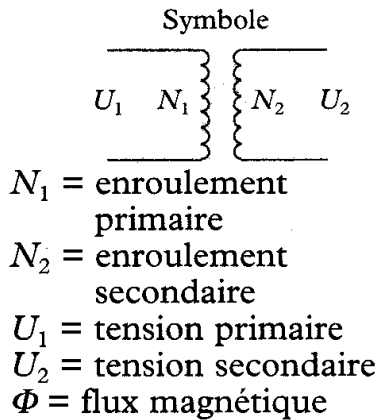 Symbole
U₁ N₁ N₂ U₂
N₁ = enroulement
primaire
N₂ = enroulement
secondaire
U₁ = tension primaire
U₂ = tension secondaire
Φ = flux magnétique